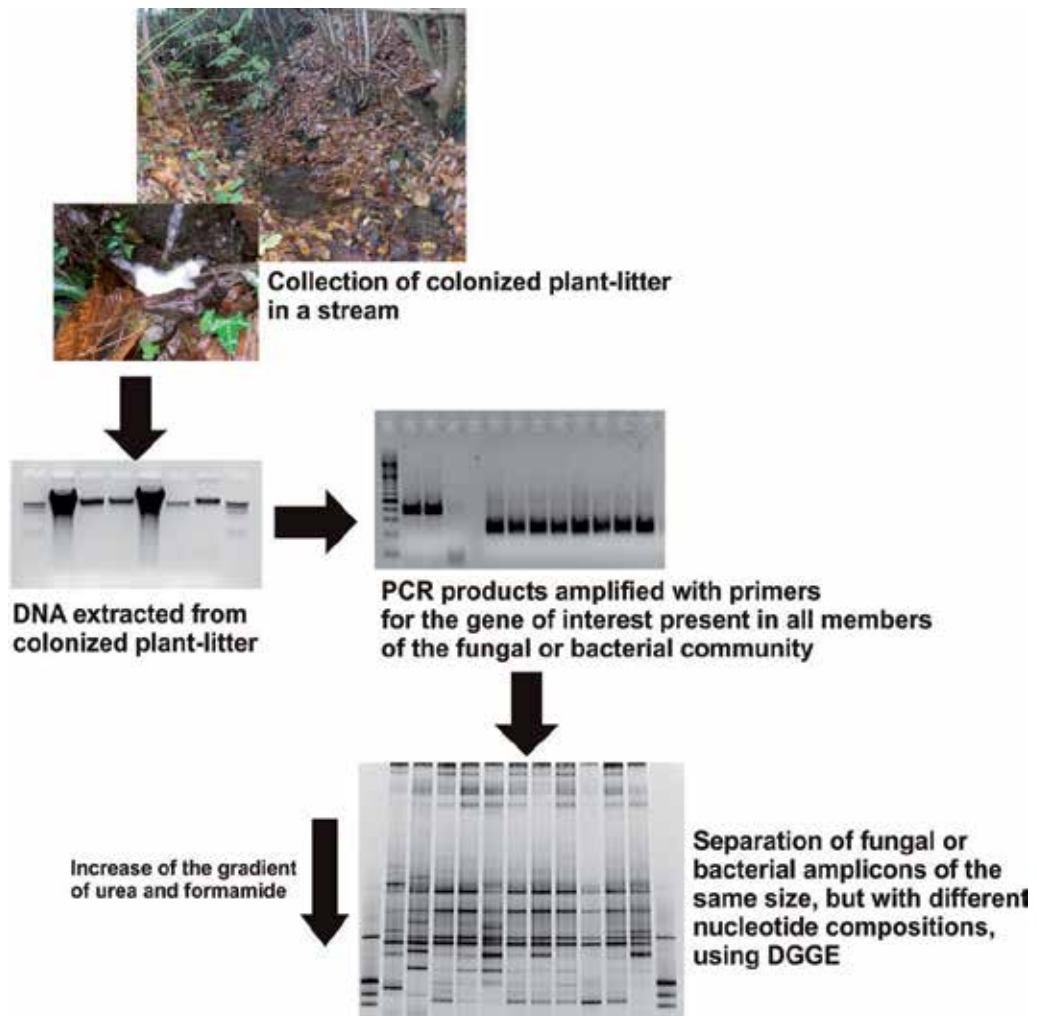 Collection of colonized plant-litter
in a stream
DNA extracted from
colonized plant-litter
PCR products amplified with primers
for the gene of interest present in all members
of the fungal or bacterial community
Increase of the gradient
of urea and formamide
Separation of fungal or
bacterial amplicons of the
same size, but with different
nucleotide compositions,
using DGGE